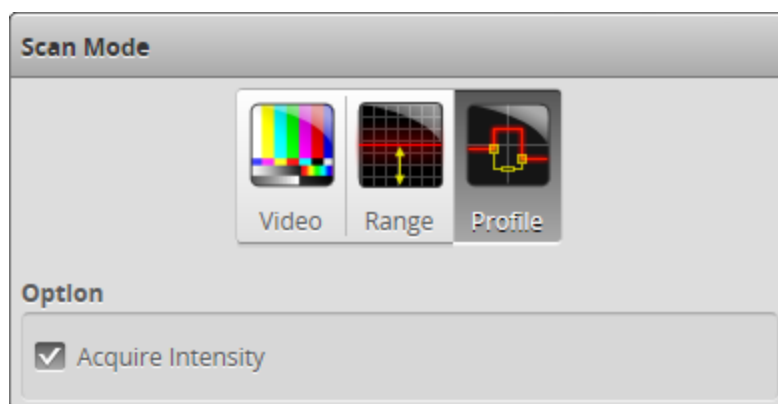 Scan Mode
Video Range Profile
Option
Acquire Intensity